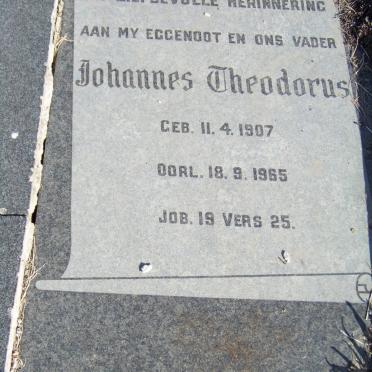 HERINNERING
AAN MY EGGENOOT EN ONS VADER
Johannes Theodorus
GEB. 11. 4. 1907
OORL. 18. 9. 1965
JOB. 19 VERS 25.